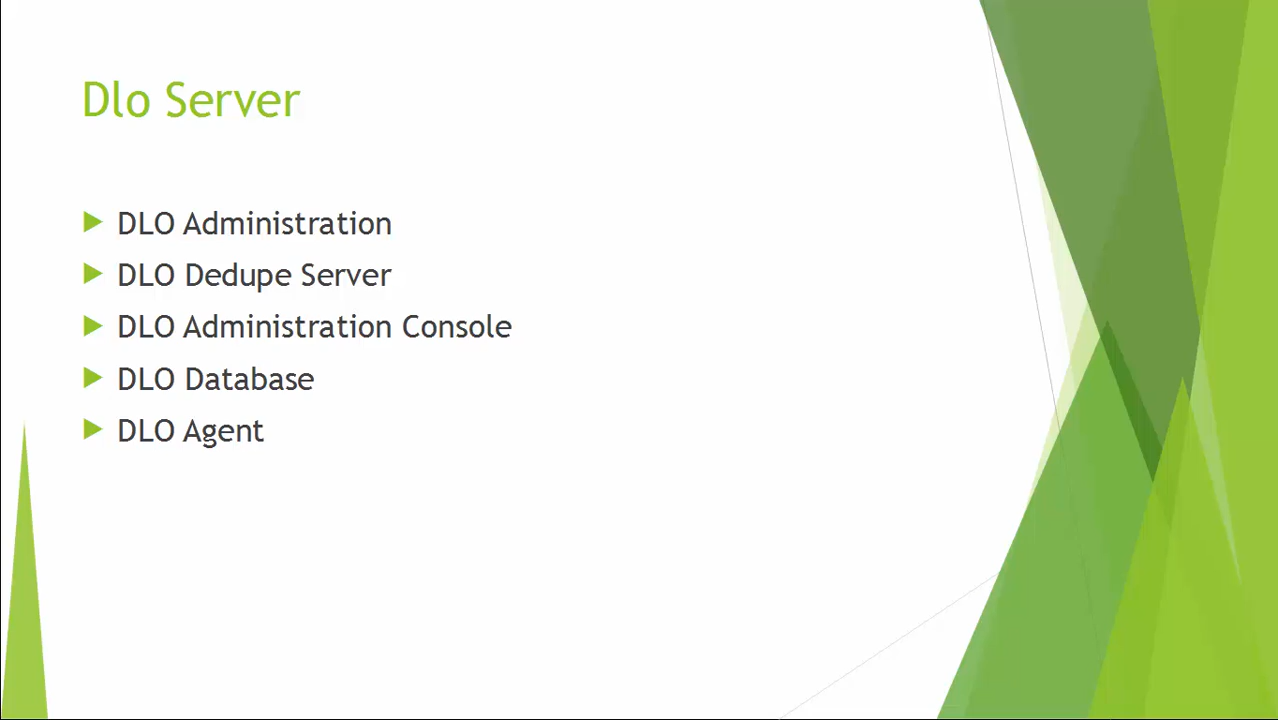 Dlo Server
DLO Administration
DLO Dedupe Server
DLO Administration Console
DLO Database
DLO Agent